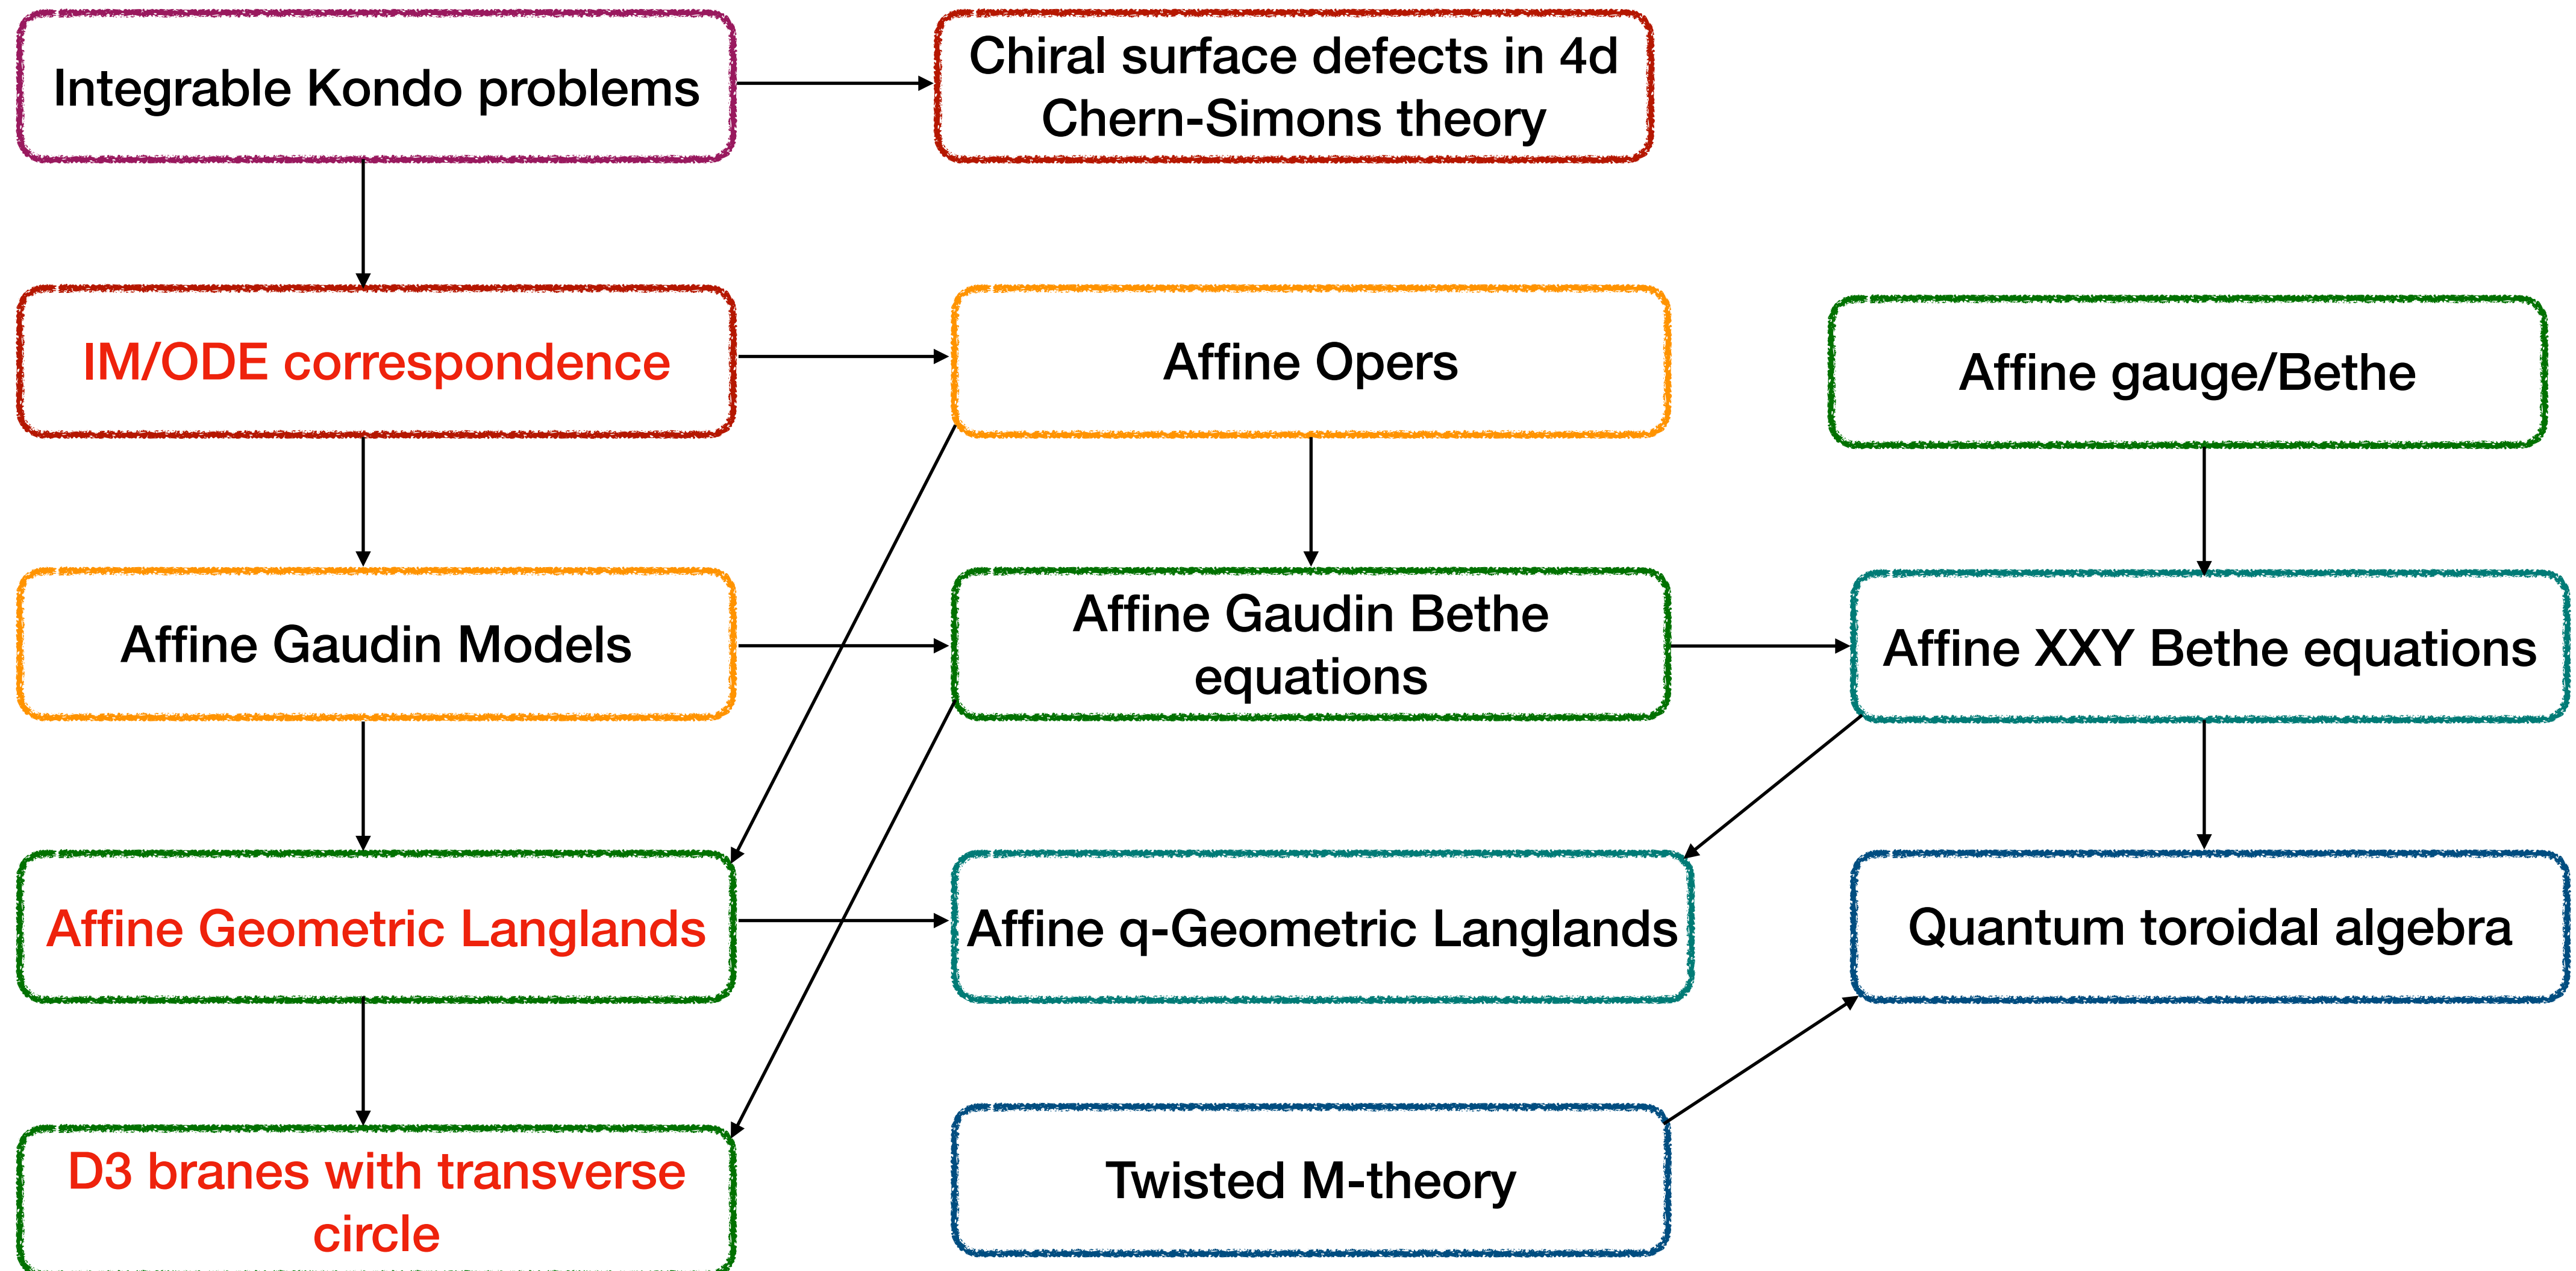 Integrable Kondo problems
Chiral surface defects in 4d
Chern-Simons theory
IM/ODE correspondence
Affine Opers
Affine gauge/Bethe
Affine Gaudin Models
Affine Gaudin Bethe
equations
Affine XXY Bethe equations
Affine Geometric Langlands
Affine q-Geometric Langlands
Quantum toroidal algebra
D3 branes with transverse
circle
Twisted M-theory